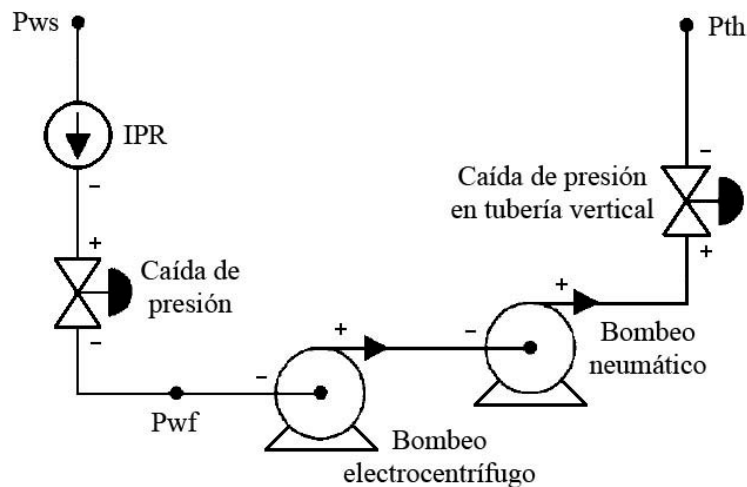 Pws
Pth
IPR
–
–
Caída de presión
en tubería vertical
+
+
Caída de
presión
–
+
+
–
Bombeo
neumático
–
Pwf
Bombeo
electrocentrífugo